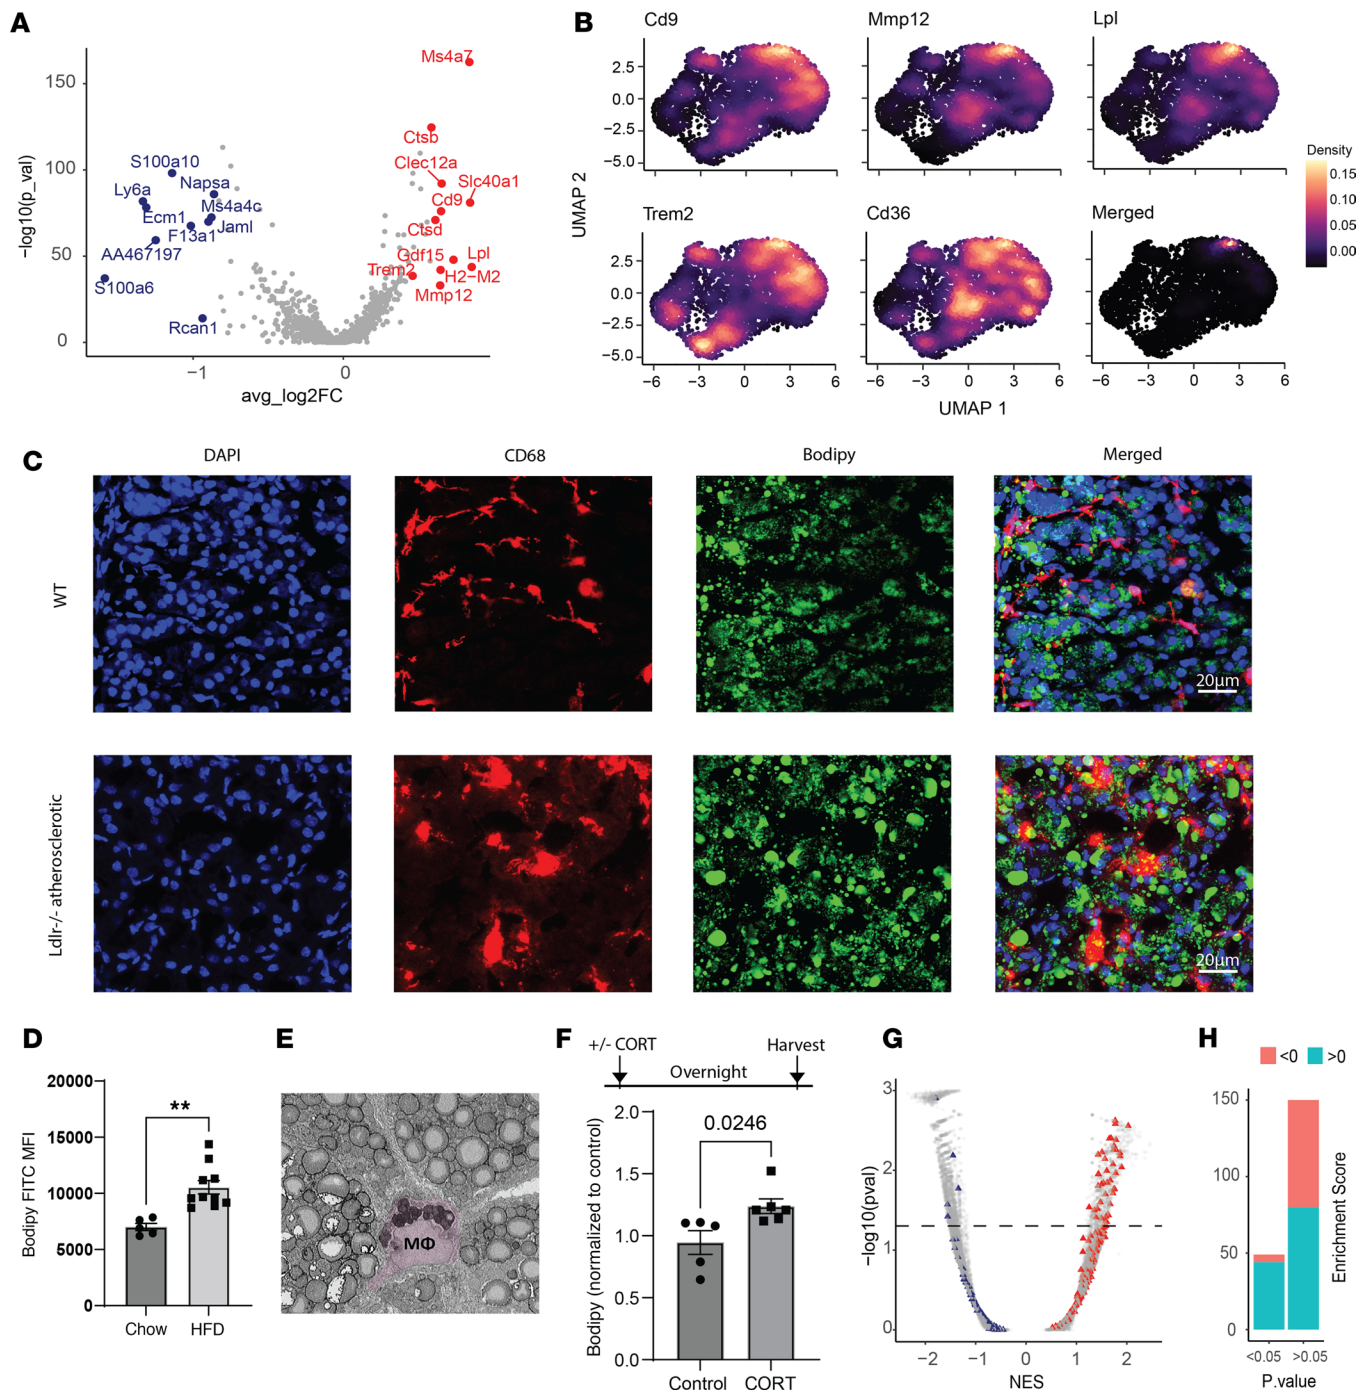 A
150
100
50
0
−log10(p_val)
−1
0
avg_log2FC
Ms4a7
Ctsb
Clec12a
Slc40a1
Cd9
Ctsd
Gdf15
Lpl
Trem2
H2−M2
Mmp12
S100a10
Napsa
Ly6a
Ms4a4c
Ecm1
Jaml
F13a1
AA467197
S100a6
Rcan1
B
Cd9
Mmp12
Lpl
2.5
0.0
−2.5
−5.0
Trem2
Cd36
Merged
2.5
0.0
−2.5
−5.0
−6 −3 0 3 6
−6 −3 0 3 6
−6 −3 0 3 6
UMAP 2
UMAP 1
Density
0.15
0.10
0.05
0.00
C
DAPI
CD68
Bodipy
Merged
WT
20µm
Ldlr-/- atherosclerotic
20µm
D
20000
15000
10000
5000
0
Bodipy FITC MFI
**
Chow
HFD
E
MΦ
F
+/- CORT
Harvest
Overnight
2.0
1.5
1.0
0.5
0.0
Bodipy (normalized to control)
0.0246
Control
CORT
G
3
2
1
0
−log10(pval)
−2 −1 0 1 2
NES
H
<0 >0
150
100
50
0
Enrichment Score
<0.05 >0.05
P.value